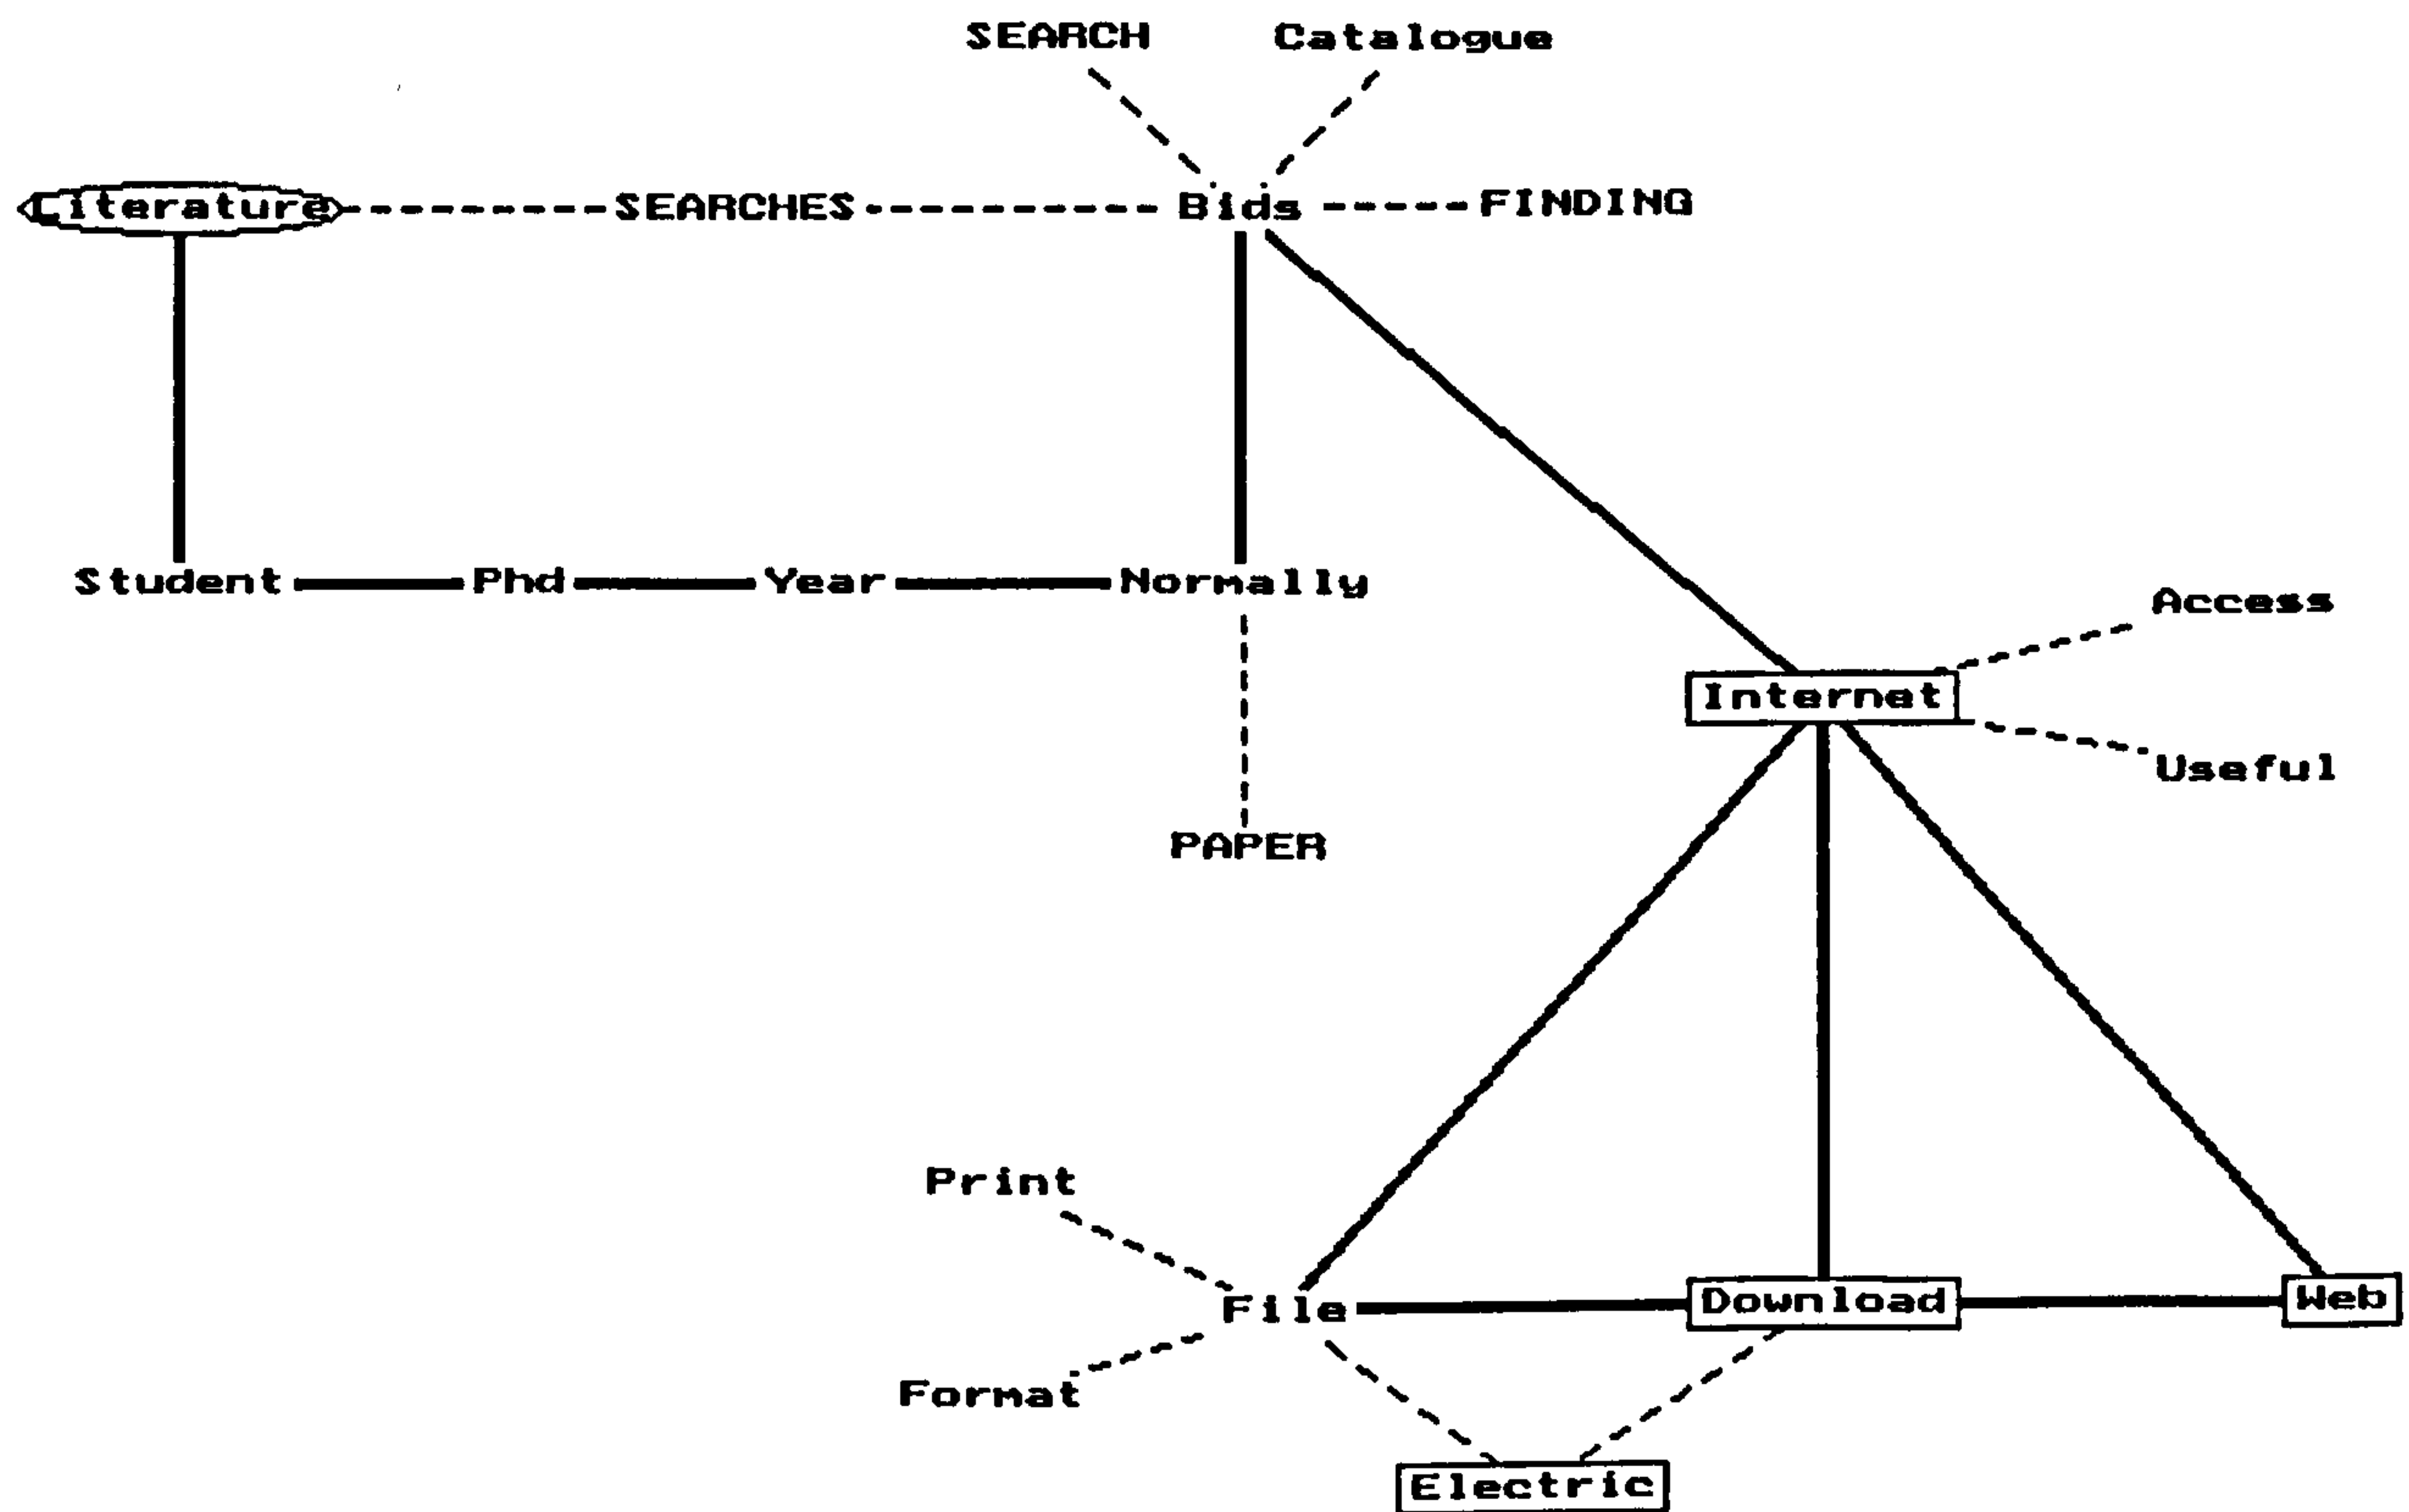 SEARCH Catalogue
Literature SEARCHES Bids FINDING
Student Phd Year Normally
Access
Internet
Useful
PAPER
Print
File Download Web
Format
Electric